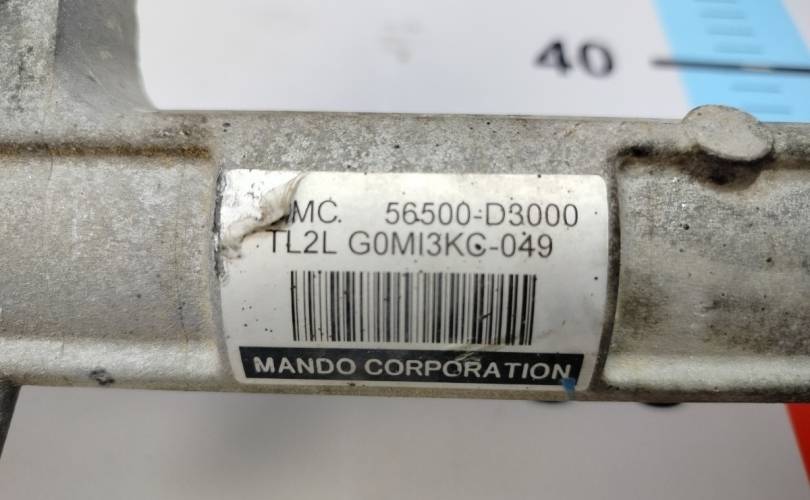 40
MC. 56500-D3000
TL2L G0MI3KC-049
MANDO CORPORATION